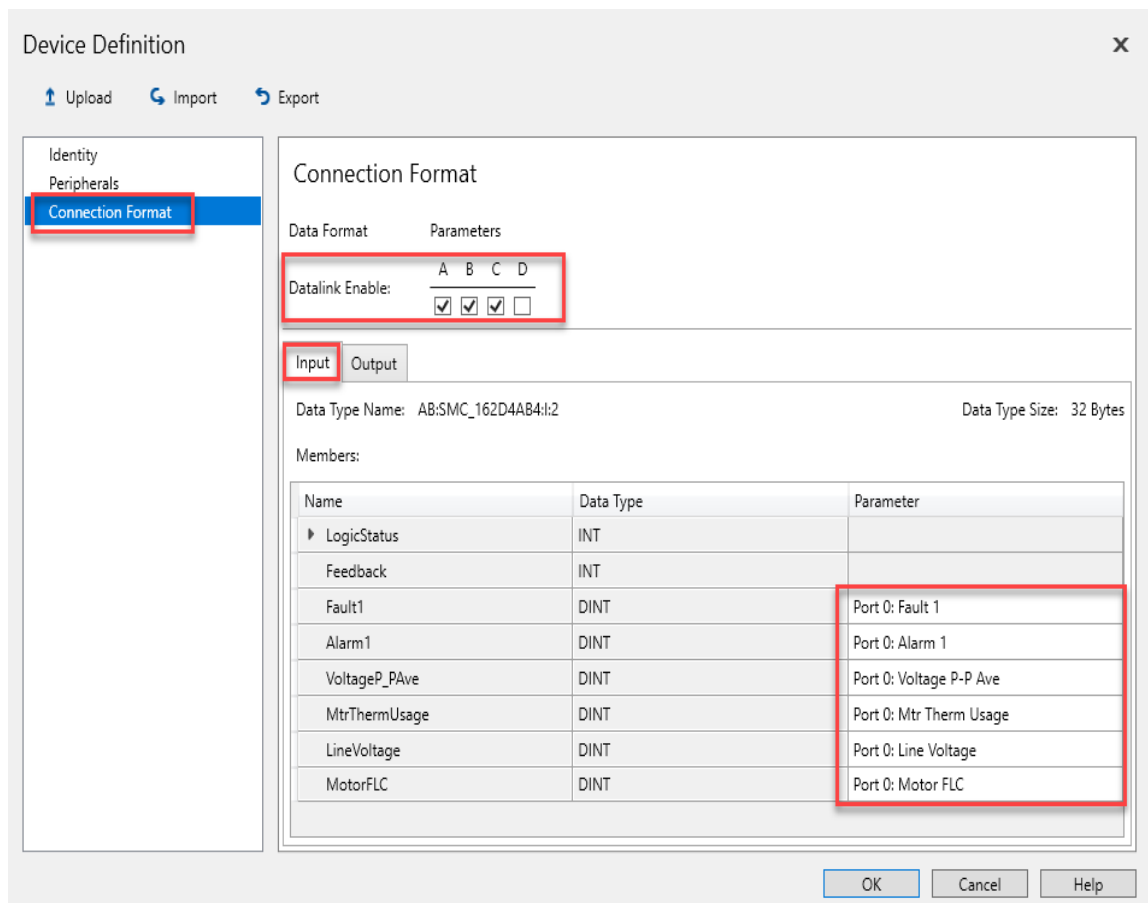 Device Definition X
Upload Import Export
Identity
Peripherals
Connection Format
Connection Format
Data Format Parameters
A B C D
Datalink Enable:
Input Output
Data Type Name: AB:SMC_162D4AB4:I:2 Data Type Size: 32 Bytes
Members:
Name Data Type Parameter
LogicStatus INT
Feedback INT
Fault1 DINT Port 0: Fault 1
Alarm1 DINT Port 0: Alarm 1
VoltageP_PAve DINT Port 0: Voltage P-P Ave
MtrThermUsage DINT Port 0: Mtr Therm Usage
LineVoltage DINT Port 0: Line Voltage
MotorFLC DINT Port 0: Motor FLC
OK Cancel Help